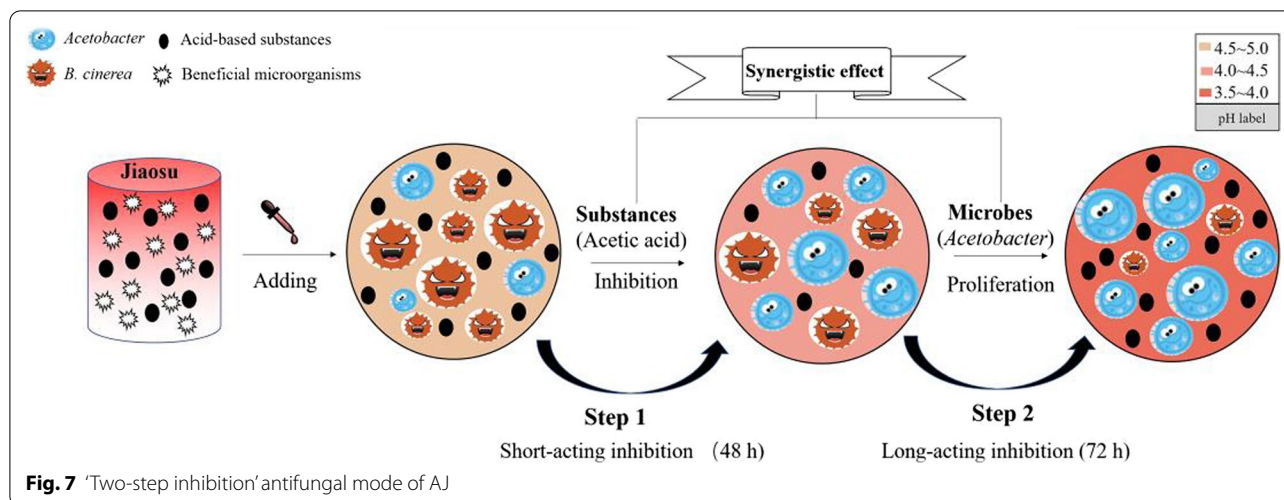 Acetobacter
Acid-based substances
B. cinerea
Beneficial microorganisms
Synergistic effect
4.5~5.0
4.0~4.5
3.5~4.0
pH label
Jiaosu
Adding
Substances
(Acetic acid)
Inhibition
Microbes
(Acetobacter)
Proliferation
Step 1
Short-acting inhibition (48 h)
Step 2
Long-acting inhibition (72 h)
Fig. 7 'Two-step inhibition' antifungal mode of AJ